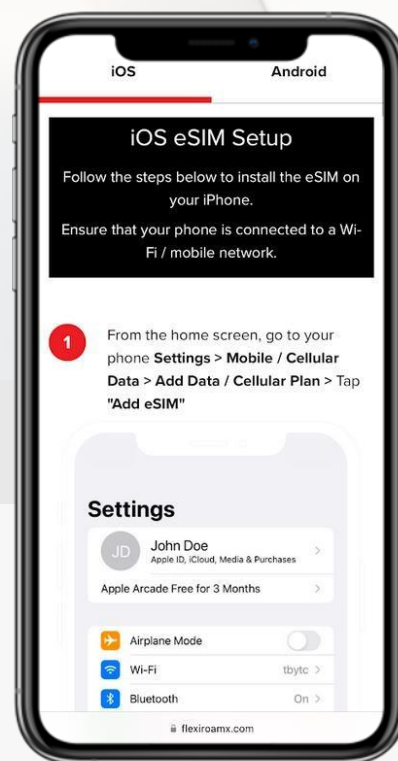 iOS
Android
iOS eSIM Setup
Follow the steps below to install the eSIM on
your iPhone.
Ensure that your phone is connected to a Wi-
Fi / mobile network.
1
From the home screen, go to your
phone Settings > Mobile / Cellular
Data > Add Data / Cellular Plan > Tap
"Add eSIM"
Settings
JD
John Doe
Apple ID, iCloud, Media & Purchases
Apple Arcade Free for 3 Months
Airplane Mode
Wi-Fi
tbytc
Bluetooth
On
flexiroamx.com